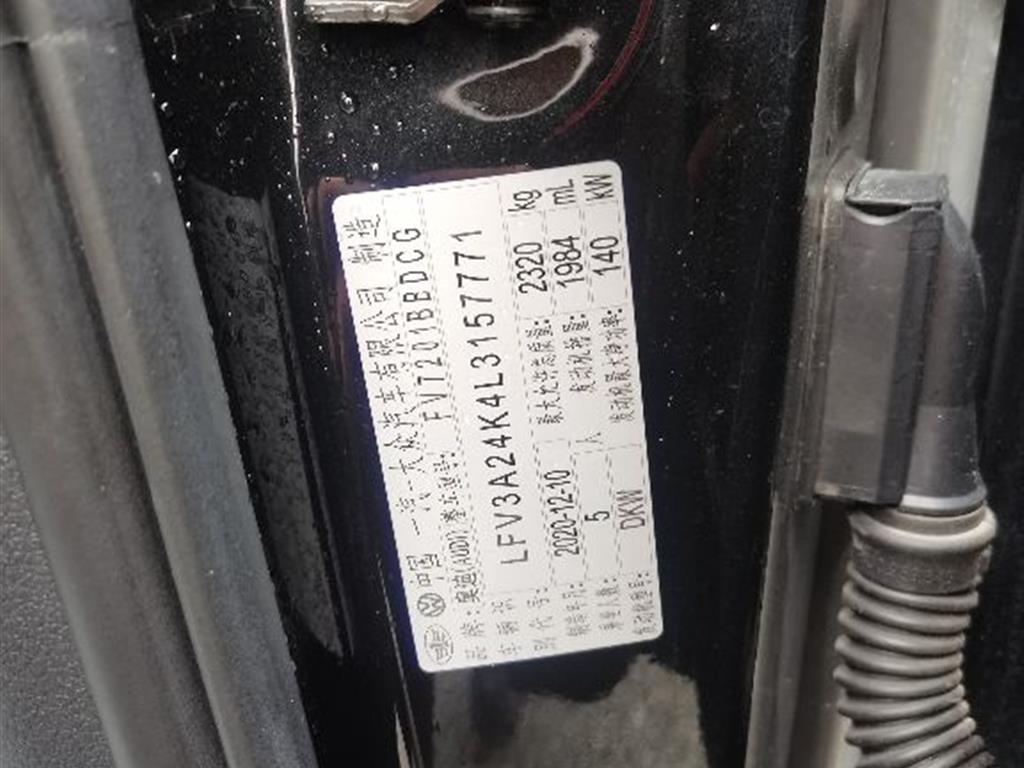 中国 一汽-大众汽车有限公司 制造
品牌: 奥迪(AUDI) 整车型号: FV7201BBDCG
车辆识别代号: LFV3A24K4L3157771
制造年月: 2020-12-10 最大允许总质量: 2320 kg
乘坐人数: 5 人 发动机排量: 1984 mL
发动机型号: DKW 发动机最大净功率: 140 KW